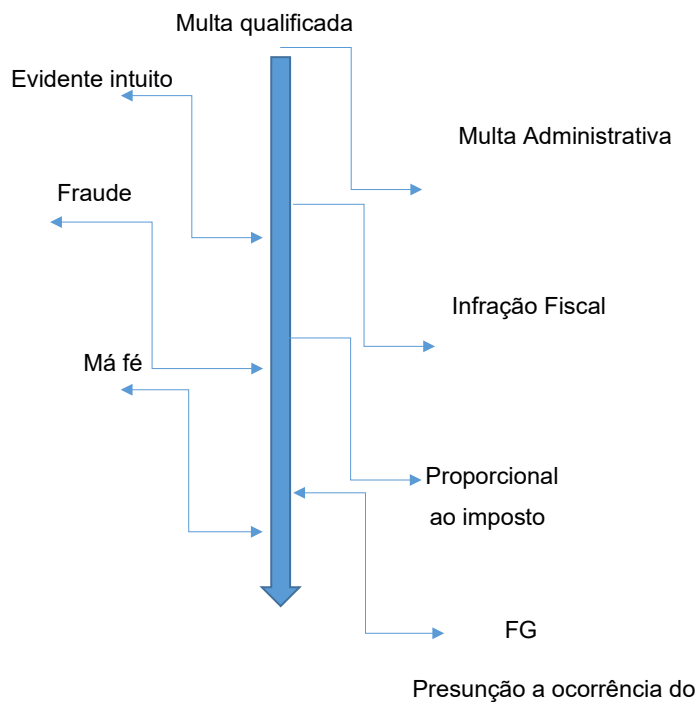 Multa qualificada
Evidente intuito
Multa Administrativa
Fraude
Infração Fiscal
Má fé
Proporcional
ao imposto
FG
Presunção a ocorrência do